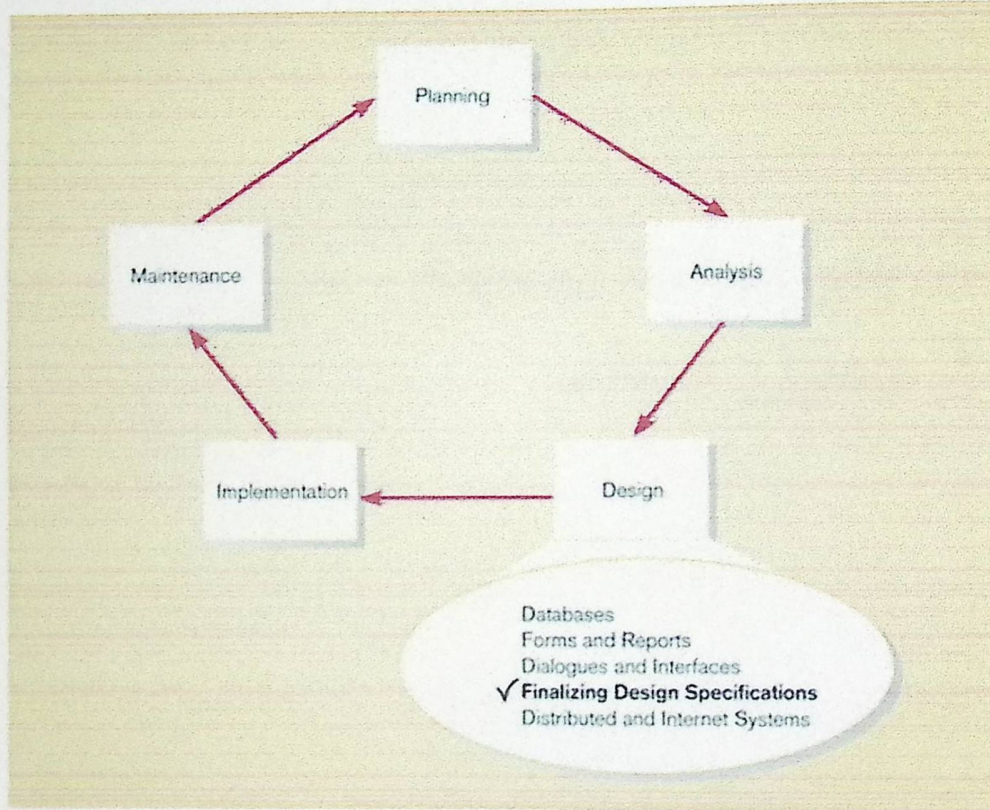 Planning
Analysis
Design
Implementation
Maintenance
Databases
Forms and Reports
Dialogues and Interfaces
✓Finalizing Design Specifications
Distributed and Internet Systems